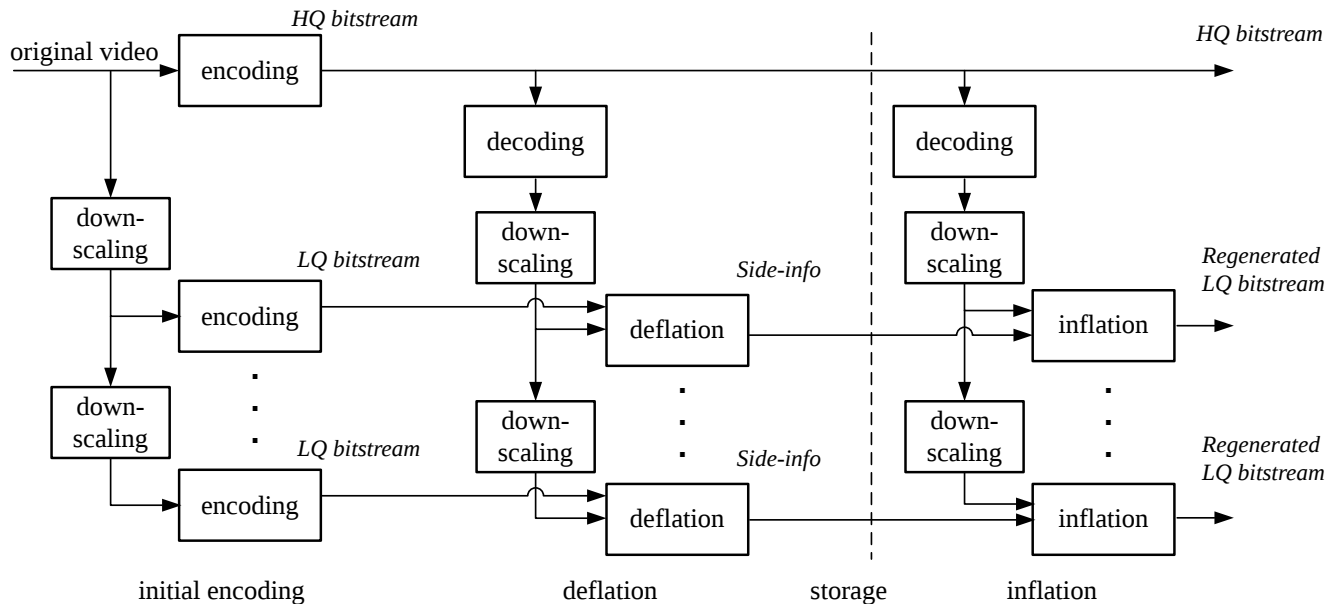 HQ bitstream
HQ bitstream
original video
encoding
decoding
decoding
down-
scaling
down-
scaling
down-
scaling
LQ bitstream
Side-info
Regenerated
LQ bitstream
encoding
deflation
inflation
down-
scaling
down-
scaling
down-
scaling
LQ bitstream
Side-info
Regenerated
LQ bitstream
encoding
deflation
inflation
initial encoding
deflation
storage
inflation